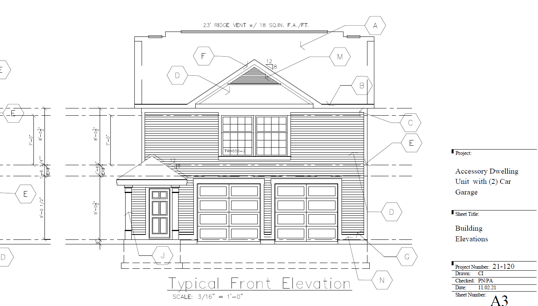 23' RIDGE VENT w/ 18 SQ.IN. F.A./FT.
A
F
12
M
D
E
B
E
C
E
E
D
D
J
G
N
Typical Front Elevation
SCALE: 3/16" = 1'-0"
Project:
Accessory Dwelling
Unit with (2) Car
Garage
Sheet Title:
Building
Elevations
Project Number: 21-120
Drawn: CI
Checked: PN/PA
Date: 11.02.21
Sheet Number:
A3